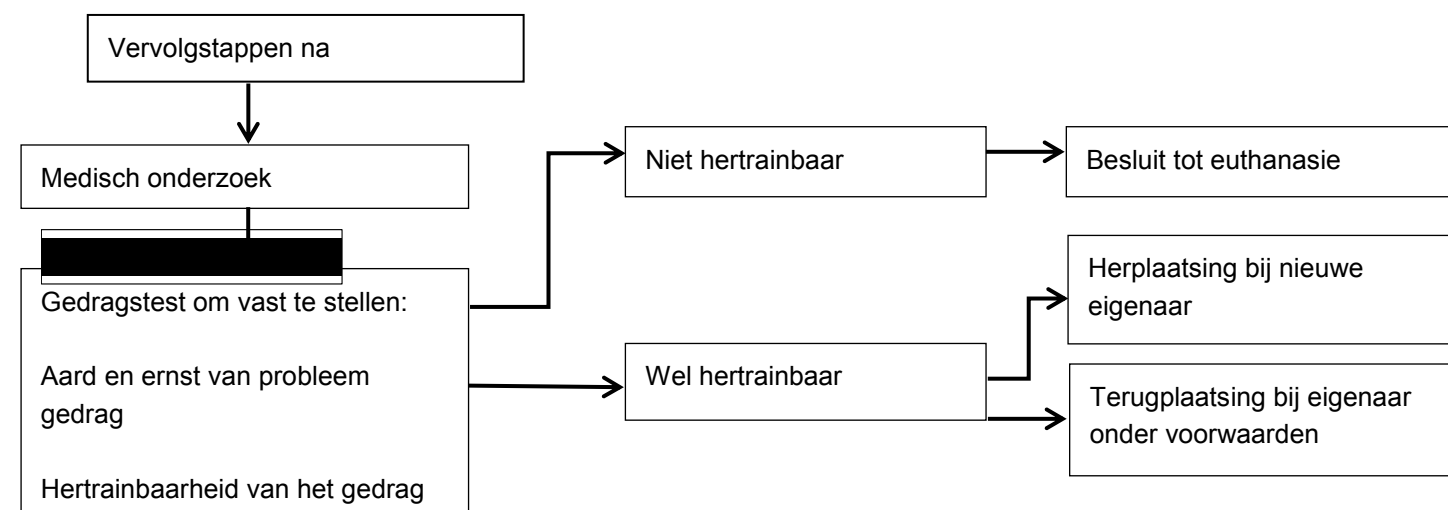 Vervolgstappen na
Medisch onderzoek
Gedragstest om vast te stellen:
Aard en ernst van probleem
gedrag
Hertrainbaarheid van het gedrag
Niet hertrainbaar
Besluit tot euthanasie
Wel hertrainbaar
Herplaatsing bij nieuwe
eigenaar
Terugplaatsing bij eigenaar
onder voorwaarden